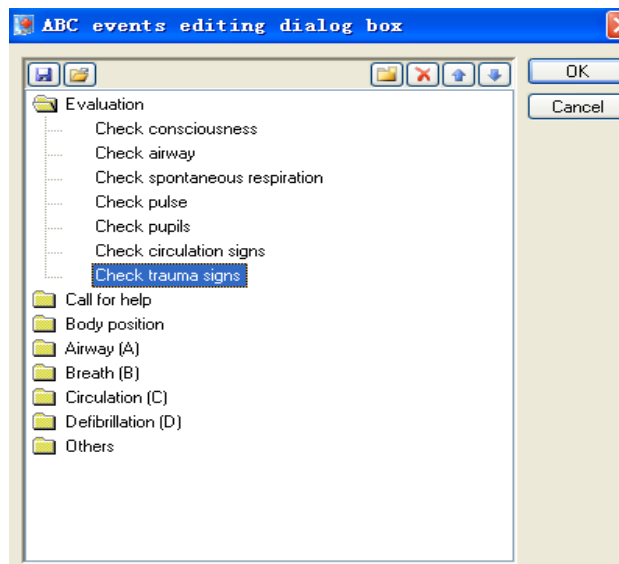 ABC events editing dialog box
OK
Cancel
Evaluation
Check consciousness
Check airway
Check spontaneous respiration
Check pulse
Check pupils
Check circulation signs
Check trauma signs
Call for help
Body position
Airway (A)
Breath (B)
Circulation (C)
Defibrillation (D)
Others